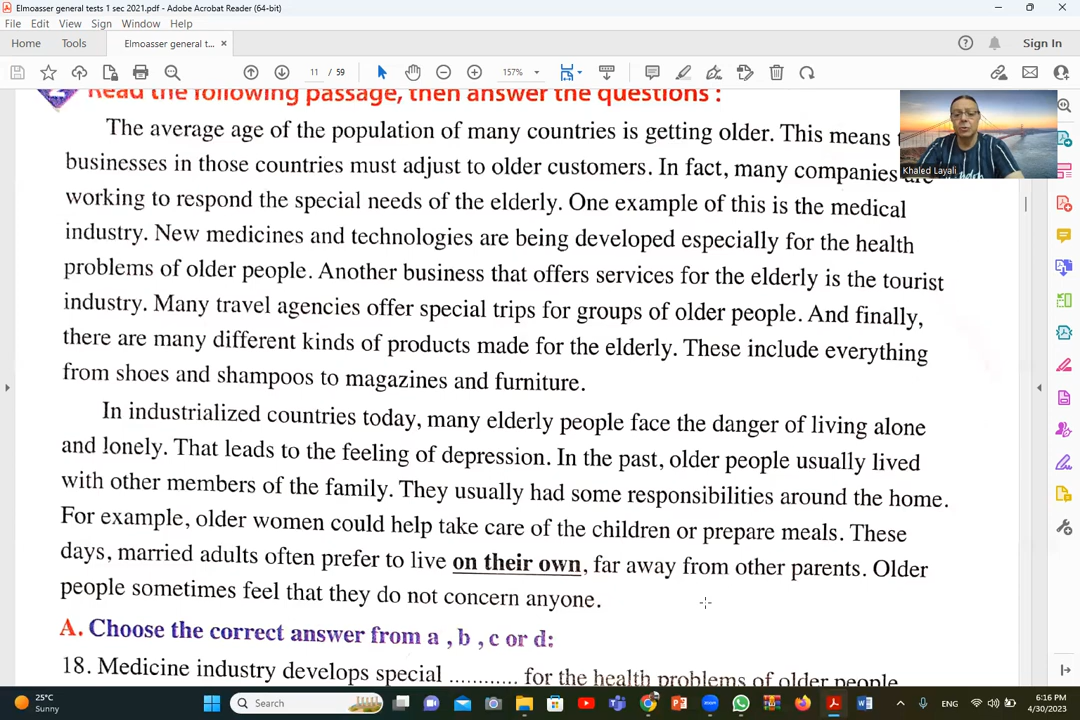 Elmoasser general tests 1 sec 2021.pdf - Adobe Acrobat Reader (64-bit)
File Edit View Sign Window Help
Home Tools Elmoasser general t... × Sign In
11 / 59 157%
Read the following passage, then answer the questions :
The average age of the population of many countries is getting older. This means
businesses in those countries must adjust to older customers. In fact, many companies are
working to respond the special needs of the elderly. One example of this is the medical
industry. New medicines and technologies are being developed especially for the health
problems of older people. Another business that offers services for the elderly is the tourist
industry. Many travel agencies offer special trips for groups of older people. And finally,
there are many different kinds of products made for the elderly. These include everything
from shoes and shampoos to magazines and furniture.
In industrialized countries today, many elderly people face the danger of living alone
and lonely. That leads to the feeling of depression. In the past, older people usually lived
with other members of the family. They usually had some responsibilities around the home.
For example, older women could help take care of the children or prepare meals. These
days, married adults often prefer to live on their own, far away from other parents. Older
people sometimes feel that they do not concern anyone.
A. Choose the correct answer from a , b , c or d:
18. Medicine industry develops special ............ for the health problems of older people
Khaled Layali
25°C
Sunny
Search
ENG
6:16 PM
4/30/2023